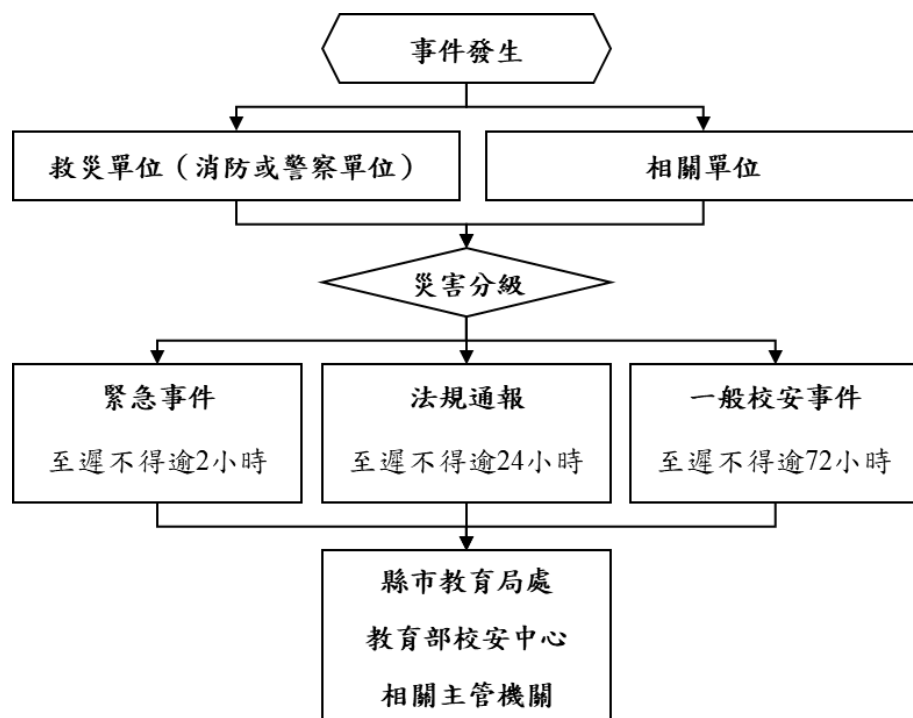 事件發生
救災單位（消防或警察單位）
相關單位
災害分級
緊急事件
至遲不得逾2小時
法規通報
至遲不得逾24小時
一般校安事件
至遲不得逾72小時
縣市教育局處
教育部校安中心
相關主管機關